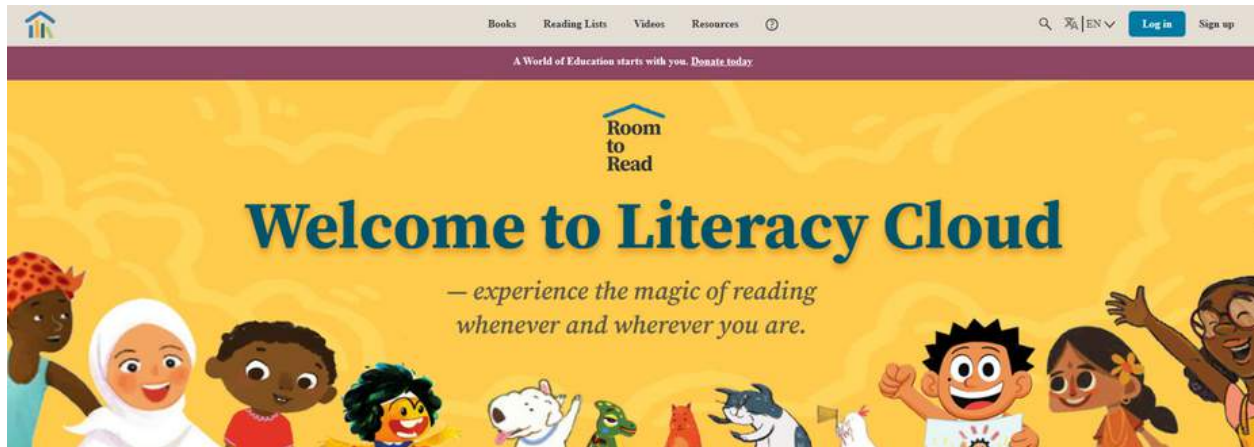 Books Reading Lists Videos Resources ? EN Log in Sign up
A World of Education starts with you. Donate today
Room
to
Read
Welcome to Literacy Cloud
— experience the magic of reading
whenever and wherever you are.